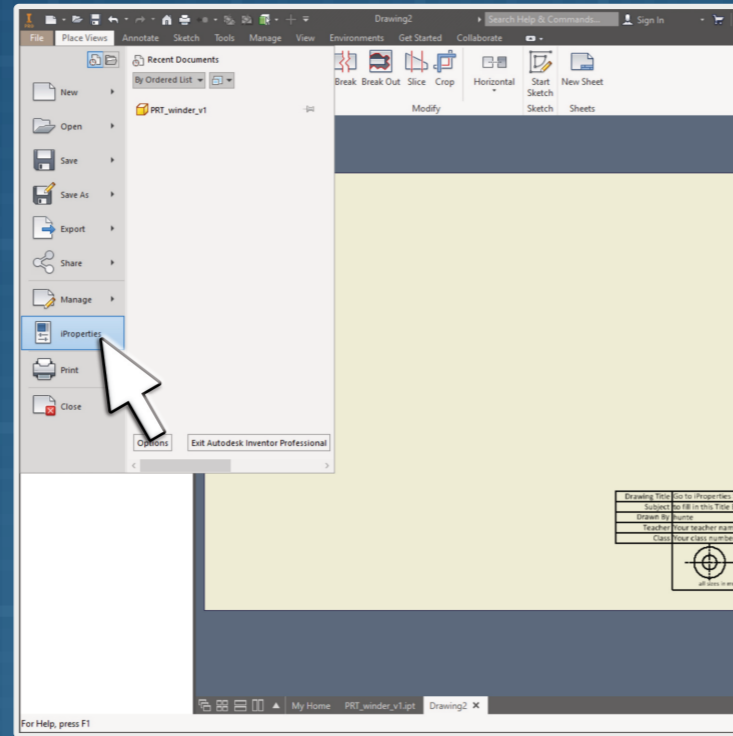 Drawing2
Search Help & Commands...
Sign In
File
Place Views
Annotate
Sketch
Tools
Manage
View
Environments
Get Started
Collaborate
Recent Documents
By Ordered List
PRT_winder_v1
New
Open
Save
Save As
Export
Share
Manage
iProperties
Print
Close
Options
Exit Autodesk Inventor Professional
Break
Break Out
Slice
Crop
Horizontal
Start Sketch
New Sheet
Modify
Sketch
Sheets
Drawing Title Go to iProperties
Subject to fill in this Title
Drawn By hunte
Teacher Your teacher nam
Class Your class numbe
all sizes in
My Home
PRT_winder_v1.ipt
Drawing2
For Help, press F1